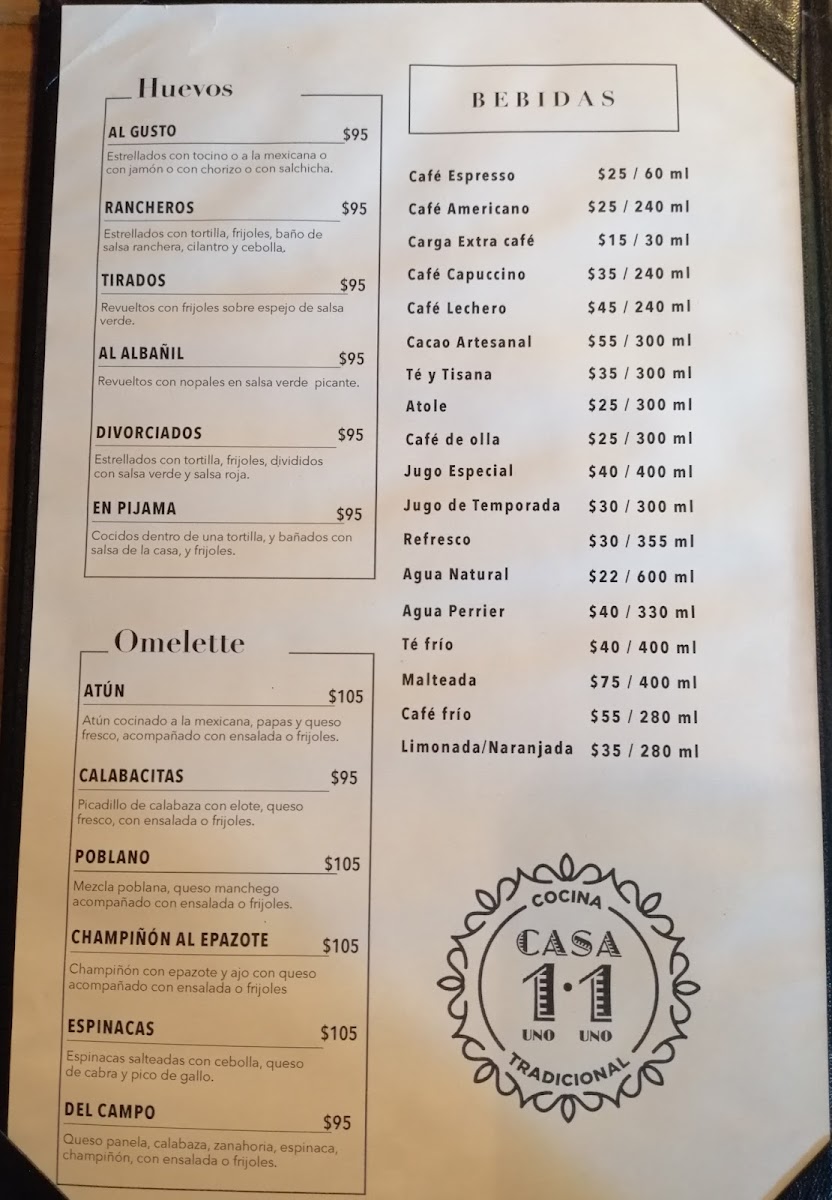 Huevos
AL GUSTO $95
Estrellados con tocino o a la mexicana o
con jamón o con chorizo o con salchicha.
RANCHEROS $95
Estrellados con tortilla, frijoles, baño de
salsa ranchera, cilantro y cebolla.
TIRADOS $95
Revueltos con frijoles sobre espejo de salsa
verde.
AL ALBAÑIL $95
Revueltos con nopales en salsa verde picante.
DIVORCIADOS $95
Estrellados con tortilla, frijoles, divididos
con salsa verde y salsa roja.
EN PIJAMA $95
Cocidos dentro de una tortilla, y bañados con
salsa de la casa, y frijoles.
Omelette
ATÚN $105
Atún cocinado a la mexicana, papas y queso
fresco, acompañado con ensalada o frijoles.
CALABACITAS $95
Picadillo de calabaza con elote, queso
fresco, con ensalada o frijoles.
POBLANO $105
Mezcla poblana, queso manchego
acompañado con ensalada o frijoles.
CHAMPIÑÓN AL EPAZOTE $105
Champiñón con epazote y ajo con queso
acompañado con ensalada o frijoles
ESPINACAS $105
Espinacas salteadas con cebolla, queso
de cabra y pico de gallo.
DEL CAMPO $95
Queso panela, calabaza, zanahoria, espinaca,
champiñón, con ensalada o frijoles.
BEBIDAS
Café Espresso $25 / 60 ml
Café Americano $25 / 240 ml
Carga Extra café $15 / 30 ml
Café Capuccino $35 / 240 ml
Café Lechero $45 / 240 ml
Cacao Artesanal $55 / 300 ml
Té y Tisana $35 / 300 ml
Atole $25 / 300 ml
Café de olla $25 / 300 ml
Jugo Especial $40 / 400 ml
Jugo de Temporada $30 / 300 ml
Refresco $30 / 355 ml
Agua Natural $22 / 600 ml
Agua Perrier $40 / 330 ml
Té frío $40 / 400 ml
Malteada $75 / 400 ml
Café frío $55 / 280 ml
Limonada/Naranjada $35 / 280 ml
COCINA
CASA
1·1
UNO UNO
TRADICIONAL